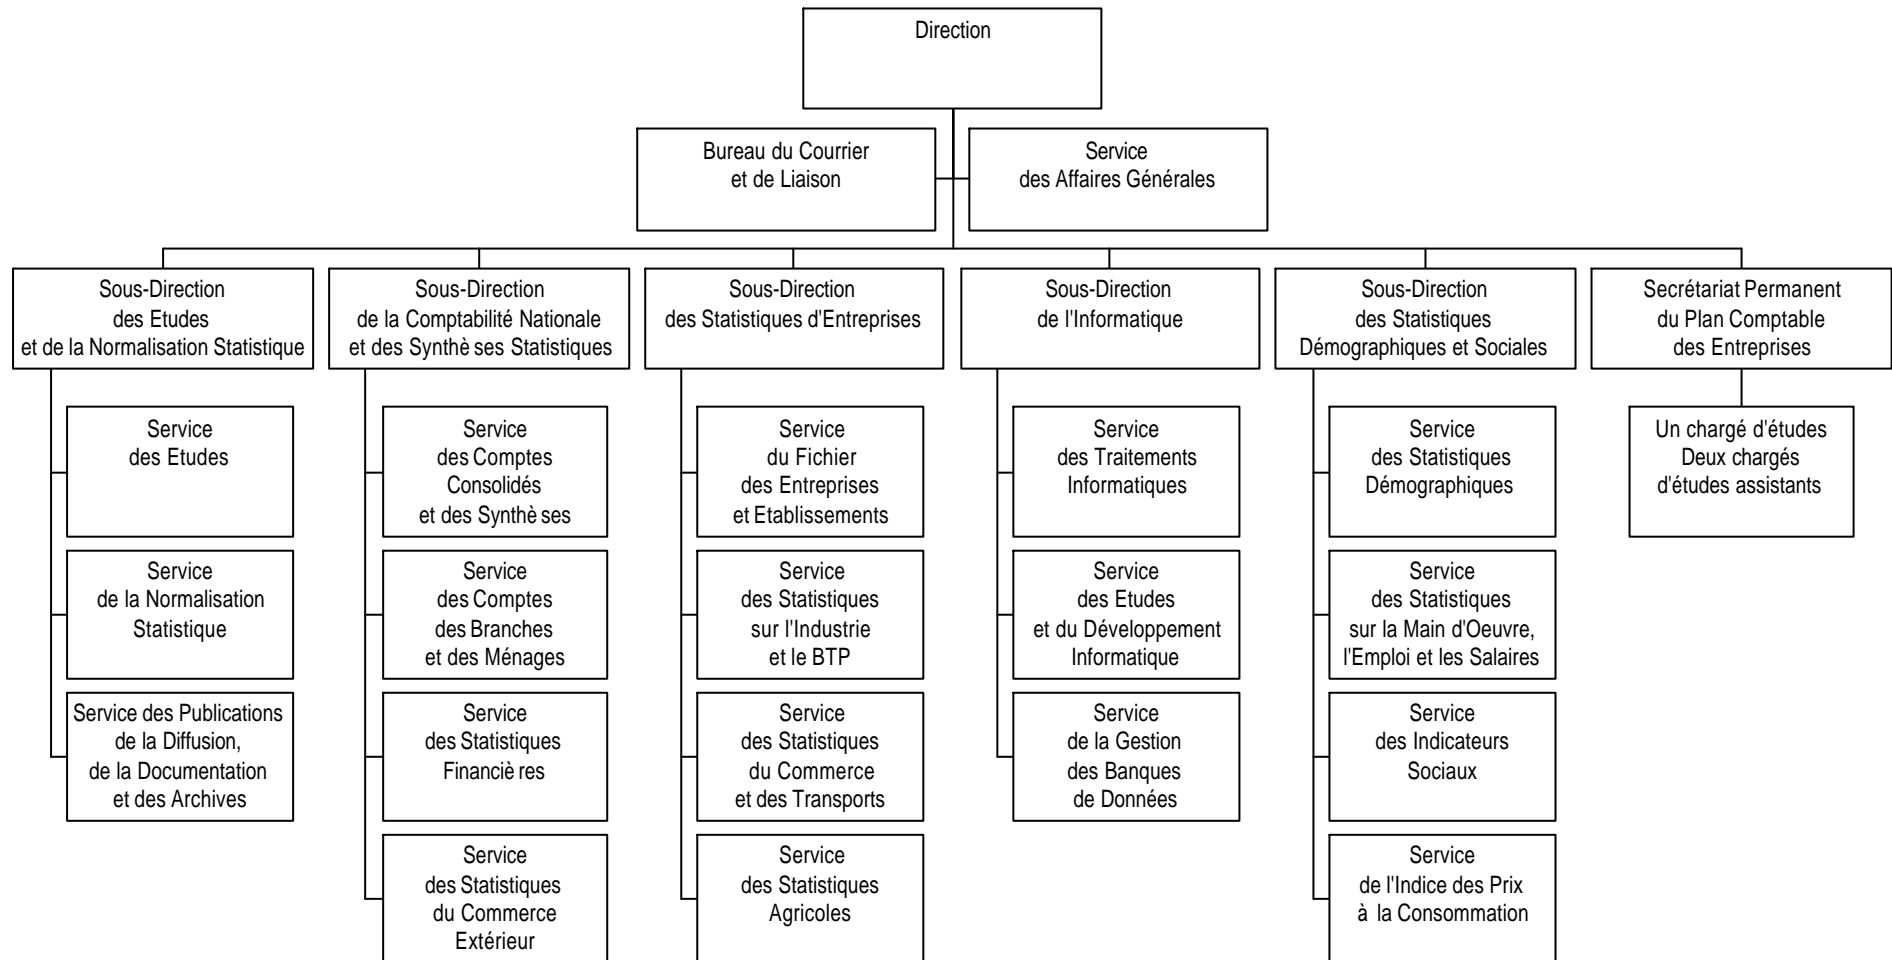 Direction
Bureau du Courrier
et de Liaison
Service
des Affaires Générales
Sous-Direction
des Etudes
et de la Normalisation Statistique
Sous-Direction
de la Comptabilité Nationale
et des Synthè ses Statistiques
Sous-Direction
des Statistiques d'Entreprises
Sous-Direction
de l'Informatique
Sous-Direction
des Statistiques
Démographiques et Sociales
Secrétariat Permanent
du Plan Comptable
des Entreprises
Service
des Etudes
Service
de la Normalisation
Statistique
Service des Publications
de la Diffusion,
de la Documentation
et des Archives
Service
des Comptes
Consolidés
et des Synthè ses
Service
des Comptes
des Branches
et des Ménages
Service
des Statistiques
Financiè res
Service
des Statistiques
du Commerce
Extérieur
Service
du Fichier
des Entreprises
et Etablissements
Service
des Statistiques
sur l'Industrie
et le BTP
Service
des Statistiques
du Commerce
et des Transports
Service
des Statistiques
Agricoles
Service
des Traitements
Informatiques
Service
des Etudes
et du Développement
Informatique
Service
de la Gestion
des Banques
de Données
Service
des Statistiques
Démographiques
Service
des Statistiques
sur la Main d'Oeuvre,
l'Emploi et les Salaires
Service
des Indicateurs
Sociaux
Service
de l'Indice des Prix
à la Consommation
Un chargé d'études
Deux chargés
d'études assistants